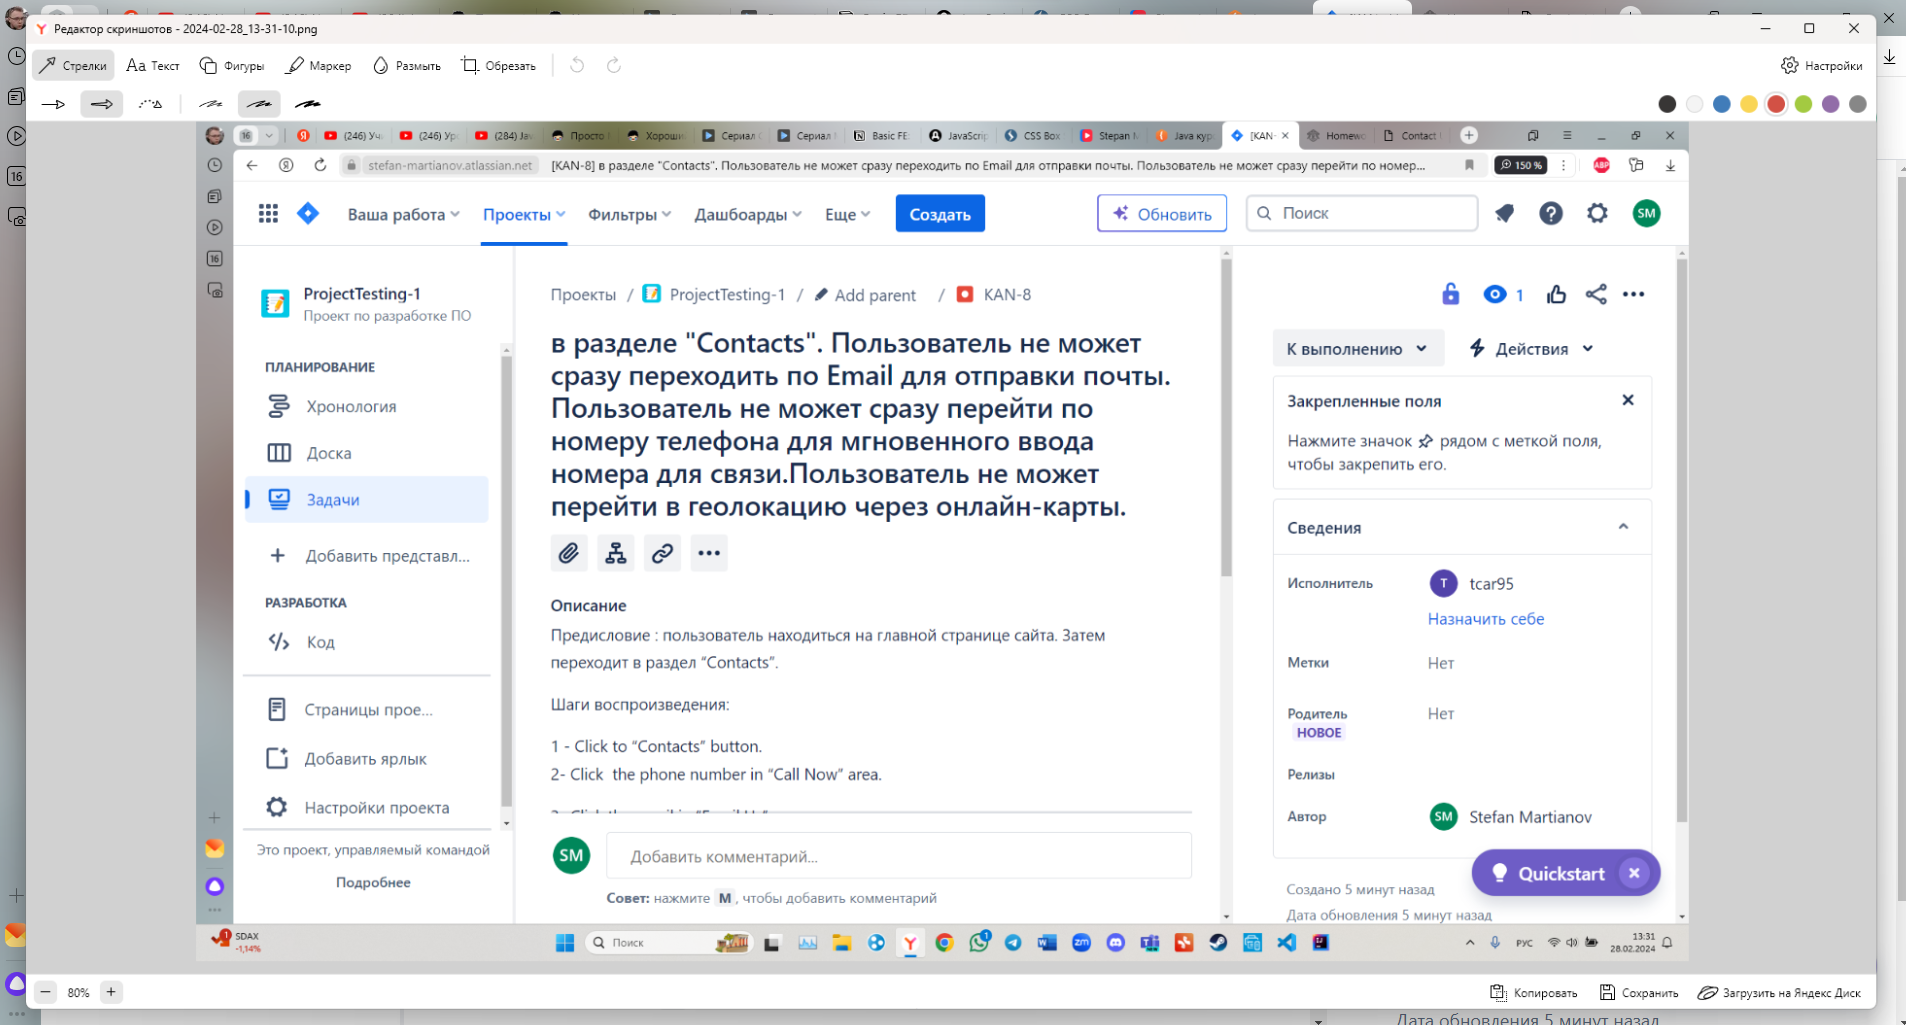 Редактор скриншотов - 2024-02-28_13-31-10.png
Стрелки
Аа Текст
Фигуры
Маркер
Размыть
Обрезать
Настройки
16
(246) Уч
(246) Ур
(284) Ja
Просто
Хороши
Сериал
Сериал
Basic FE
JavaScrip
CSS Box
Stepan M
Java кур
[KAN-
Homewo
Contact
stefan-martianov.atlassian.net
[KAN-8] в разделе "Contacts". Пользователь не может сразу переходить по Email для отправки почты. Пользователь не может сразу перейти по номер...
150 %
ABP
Ваша работа
Проекты
Фильтры
Дашбоарды
Еще
Создать
Обновить
Поиск
SM
16
ProjectTesting-1
Проект по разработке ПО
ПЛАНИРОВАНИЕ
Хронология
Доска
Задачи
Добавить представл...
РАЗРАБОТКА
Код
Страницы прое...
Добавить ярлык
Настройки проекта
Это проект, управляемый командой
Подробнее
Проекты / ProjectTesting-1 / Add parent / KAN-8
в разделе "Contacts". Пользователь не может
сразу переходить по Email для отправки почты.
Пользователь не может сразу перейти по
номеру телефона для мгновенного ввода
номера для связи.Пользователь не может
перейти в геолокацию через онлайн-карты.
Описание
Предисловие : пользователь находиться на главной странице сайта. Затем
переходит в раздел “Contacts”.
Шаги воспроизведения:
1 - Click to “Contacts” button.
2- Click the phone number in “Call Now” area.
SM
Добавить комментарий...
Совет: нажмите M, чтобы добавить комментарий
1
К выполнению
Действия
Закрепленные поля
Нажмите значок рядом с меткой поля,
чтобы закрепить его.
Сведения
Исполнитель
T
tcar95
Назначить себе
Метки
Нет
Родитель
Нет
НОВОЕ
Релизы
Автор
SM
Stefan Martianov
Quickstart
Создано 5 минут назад
Дата обновления 5 минут назад
1
SDAX
-1,14%
Поиск
1
zm
РУС
13:31
28.02.2024
80%
Копировать
Сохранить
Загрузить на Яндекс Диск
16
Дата обновления 5 минут назад